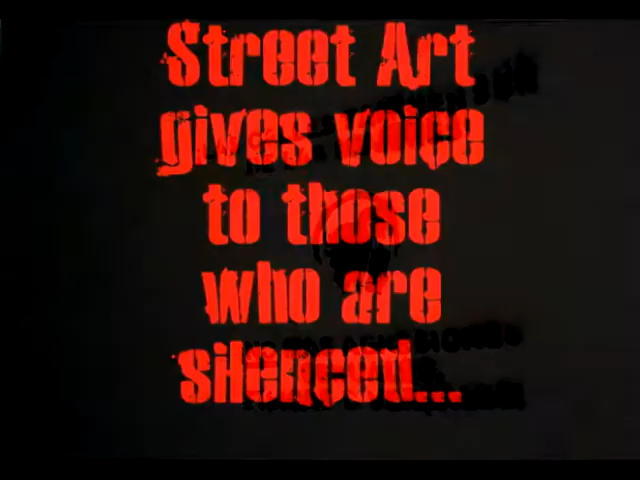 Street Art
gives voice
to those
who are
silenced...